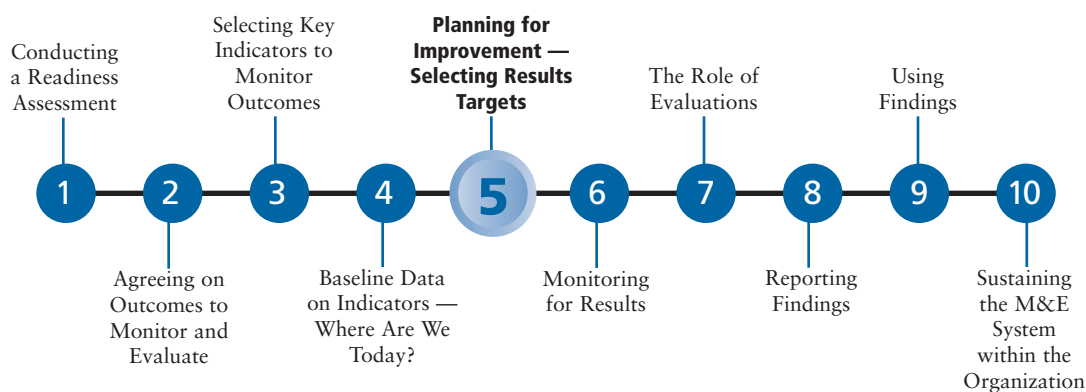 Conducting
a Readiness
Assessment
Selecting Key
Indicators to
Monitor
Outcomes
Planning for
Improvement —
Selecting Results
Targets
The Role of
Evaluations
Using
Findings
1
2
3
4
5
6
7
8
9
10
Agreeing on
Outcomes to
Monitor and
Evaluate
Baseline Data
on Indicators —
Where Are We
Today?
Monitoring
for Results
Reporting
Findings
Sustaining
the M&E
System
within the
Organization